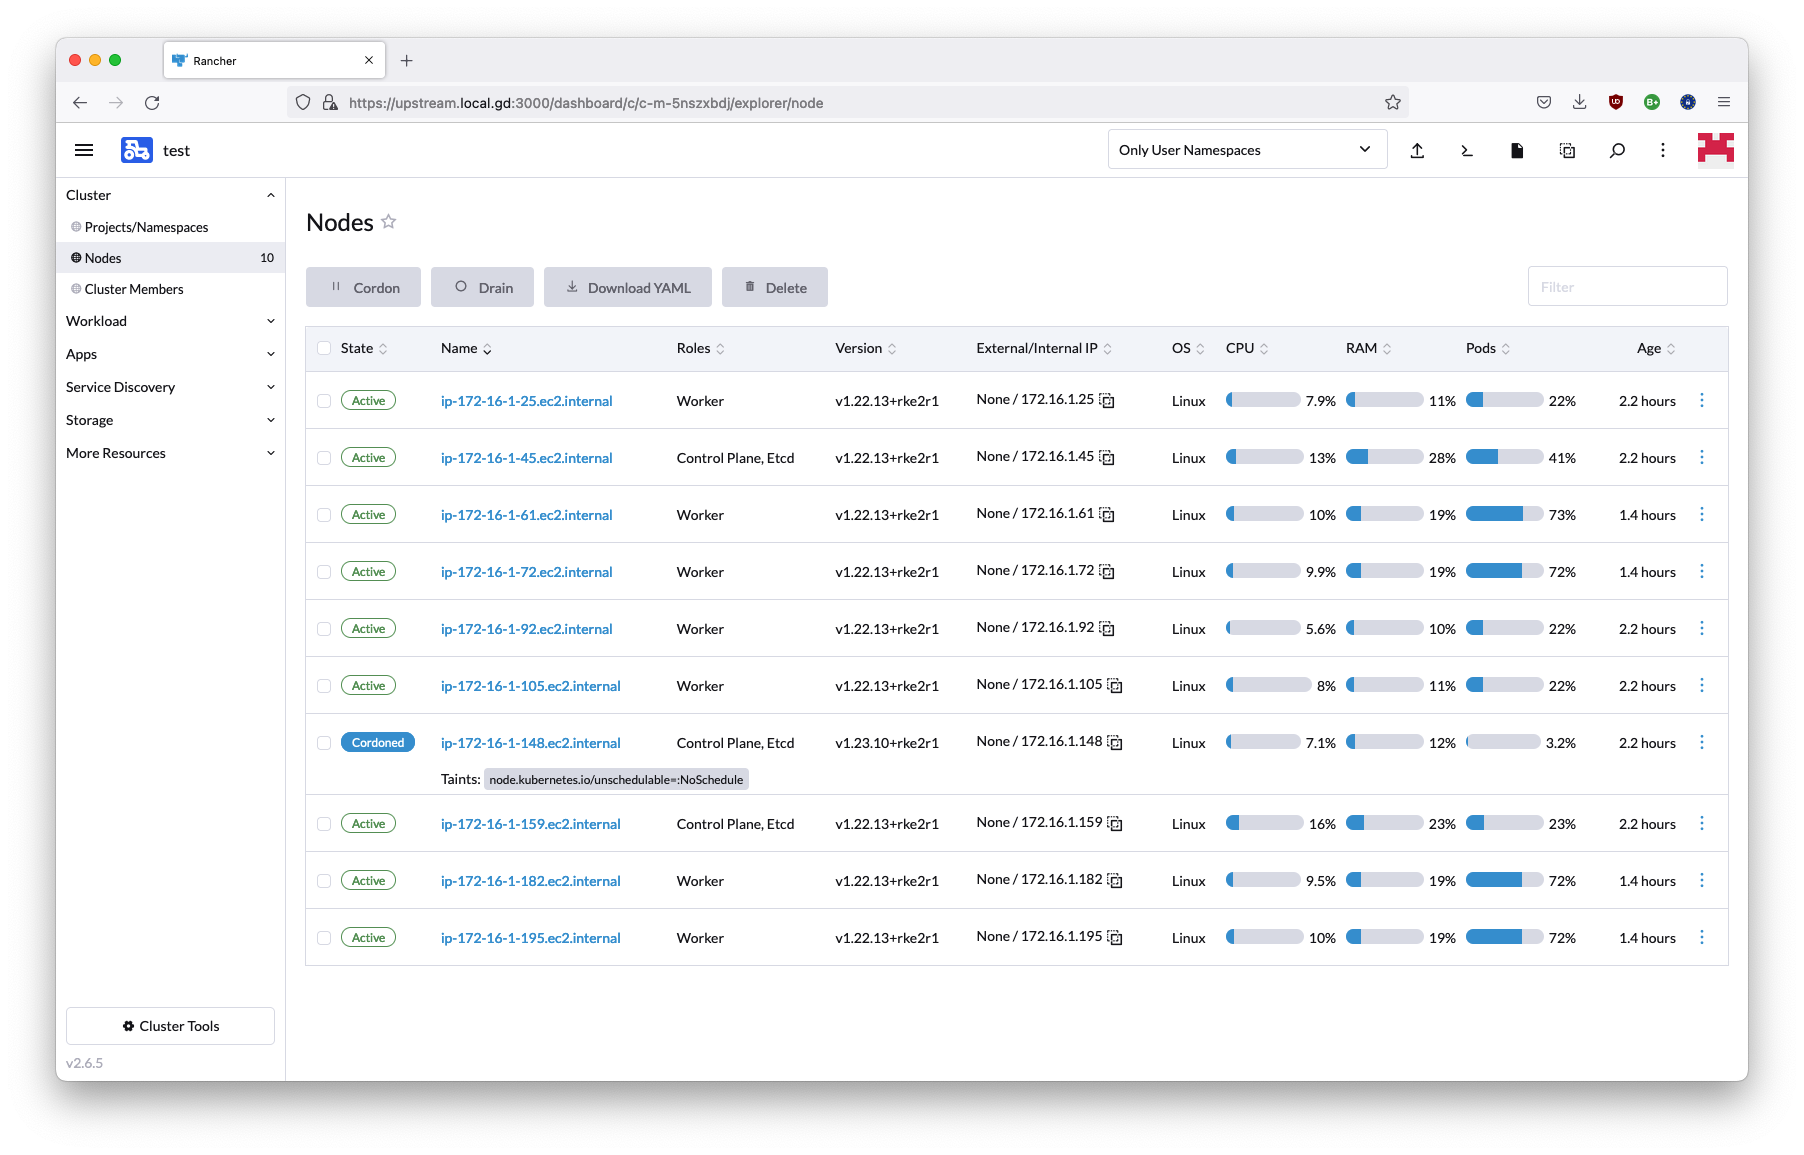 Rancher
https://upstream.local.gd:3000/dashboard/c/c-m-5nszxbdj/explorer/node
UD
B+
test
Only User Namespaces
Cluster
Projects/Namespaces
Nodes 10
Cluster Members
Workload
Apps
Service Discovery
Storage
More Resources
Cluster Tools
v2.6.5
Nodes
Cordon Drain Download YAML Delete Filter
State Name Roles Version External/Internal IP OS CPU RAM Pods Age
Active ip-172-16-1-25.ec2.internal Worker v1.22.13+rke2r1 None / 172.16.1.25 Linux 7.9% 11% 22% 2.2 hours
Active ip-172-16-1-45.ec2.internal Control Plane, Etcd v1.22.13+rke2r1 None / 172.16.1.45 Linux 13% 28% 41% 2.2 hours
Active ip-172-16-1-61.ec2.internal Worker v1.22.13+rke2r1 None / 172.16.1.61 Linux 10% 19% 73% 1.4 hours
Active ip-172-16-1-72.ec2.internal Worker v1.22.13+rke2r1 None / 172.16.1.72 Linux 9.9% 19% 72% 1.4 hours
Active ip-172-16-1-92.ec2.internal Worker v1.22.13+rke2r1 None / 172.16.1.92 Linux 5.6% 10% 22% 2.2 hours
Active ip-172-16-1-105.ec2.internal Worker v1.22.13+rke2r1 None / 172.16.1.105 Linux 8% 11% 22% 2.2 hours
Cordoned ip-172-16-1-148.ec2.internal Control Plane, Etcd v1.23.10+rke2r1 None / 172.16.1.148 Linux 7.1% 12% 3.2% 2.2 hours
Taints: node.kubernetes.io/unschedulable=:NoSchedule
Active ip-172-16-1-159.ec2.internal Control Plane, Etcd v1.22.13+rke2r1 None / 172.16.1.159 Linux 16% 23% 23% 2.2 hours
Active ip-172-16-1-182.ec2.internal Worker v1.22.13+rke2r1 None / 172.16.1.182 Linux 9.5% 19% 72% 1.4 hours
Active ip-172-16-1-195.ec2.internal Worker v1.22.13+rke2r1 None / 172.16.1.195 Linux 10% 19% 72% 1.4 hours